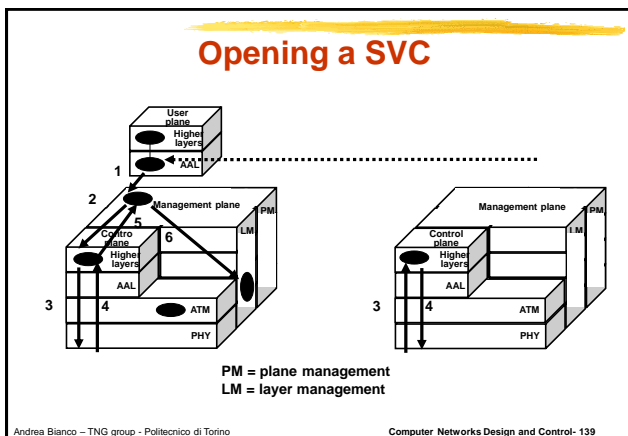 Opening a SVC
User
plane
Higher
layers
AAL
1
2
Management plane
PM
5
6
LM
Contro
plane
Higher
layers
AAL
3
4
ATM
PHY
Management plane
PM
LM
Control
plane
Higher
layers
AAL
3
4
ATM
PHY
PM = plane management
LM = layer management
Andrea Bianco – TNG group - Politecnico di Torino
Computer Networks Design and Control- 139